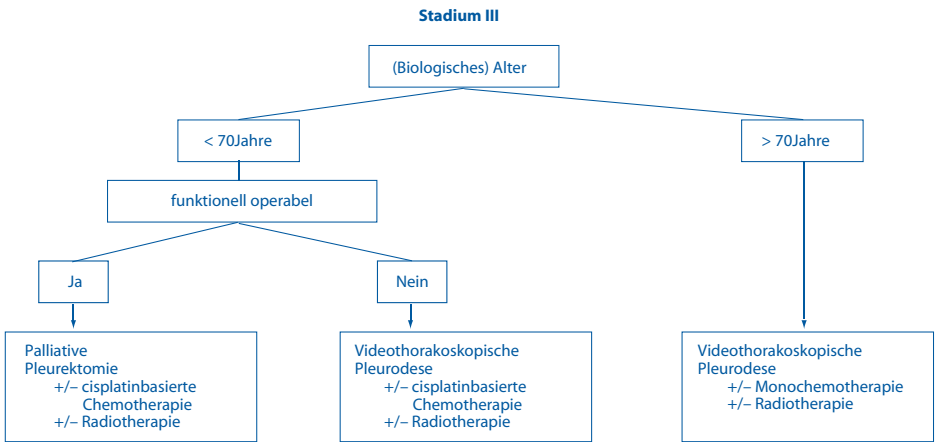 Stadium III
(Biologisches) Alter
< 70Jahre
> 70Jahre
funktionell operabel
Ja
Nein
Palliative
Pleurektomie
+/– cisplatinbasierte
Chemotherapie
+/– Radiotherapie
Videothorakoskopische
Pleurodese
+/– cisplatinbasierte
Chemotherapie
+/– Radiotherapie
Videothorakoskopische
Pleurodese
+/– Monochemotherapie
+/– Radiotherapie